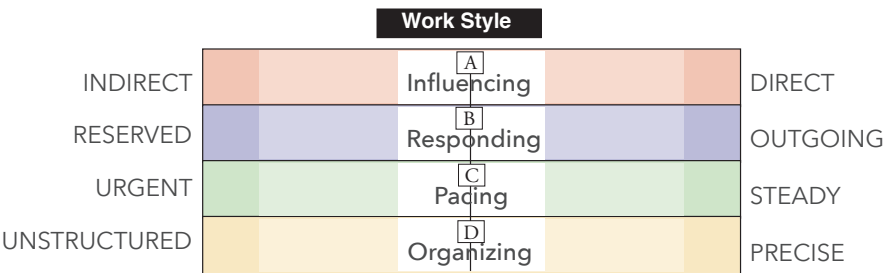 Work Style
A
INDIRECT Influencing DIRECT
B
RESERVED Responding OUTGOING
C
URGENT Pacing STEADY
D
UNSTRUCTURED Organizing PRECISE